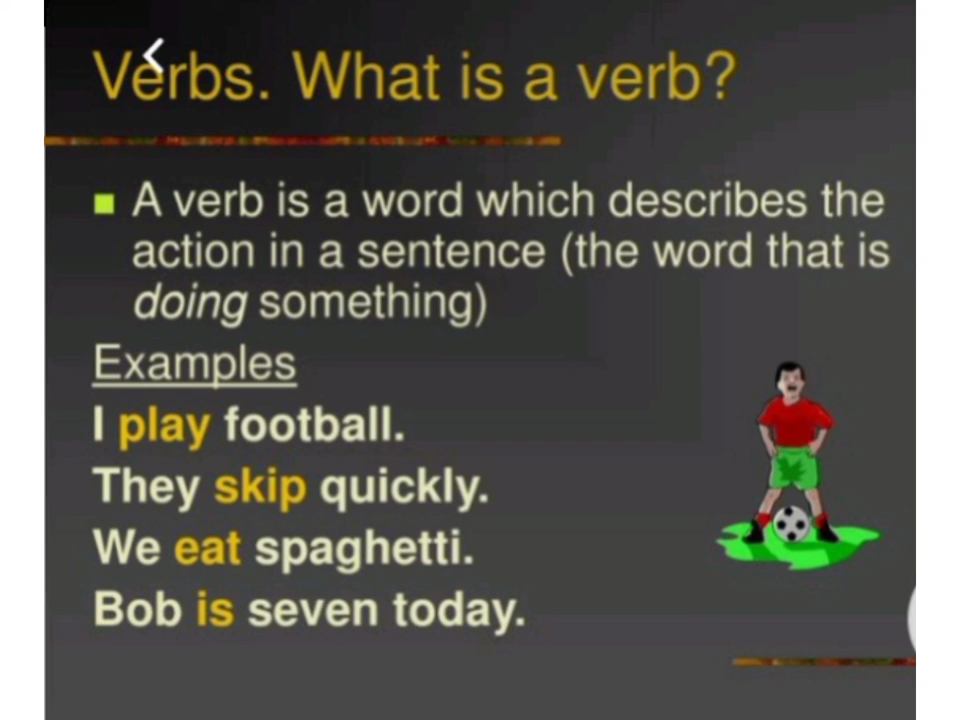 Verbs. What is a verb?
A verb is a word which describes the
action in a sentence (the word that is
doing something)
Examples
I play football.
They skip quickly.
We eat spaghetti.
Bob is seven today.